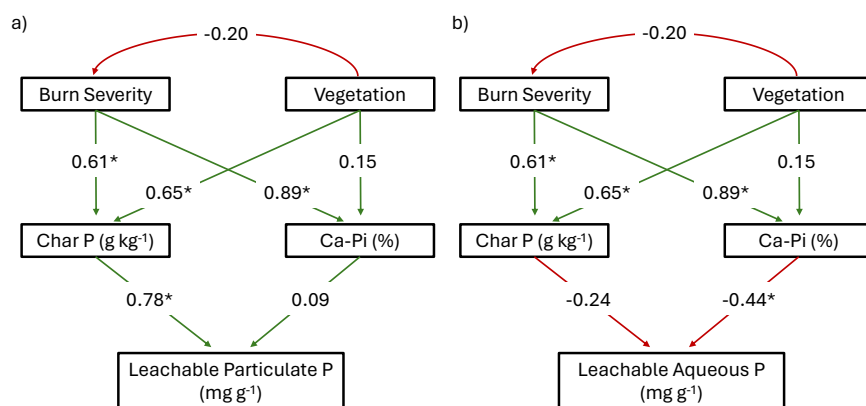 a)
-0.20
Burn Severity
Vegetation
0.61*
0.15
0.65*
0.89*
Char P (g kg⁻¹)
Ca-Pi (%)
0.78*
0.09
Leachable Particulate P
(mg g⁻¹)
b)
-0.20
Burn Severity
Vegetation
0.61*
0.15
0.65*
0.89*
Char P (g kg⁻¹)
Ca-Pi (%)
-0.24
-0.44*
Leachable Aqueous P
(mg g⁻¹)